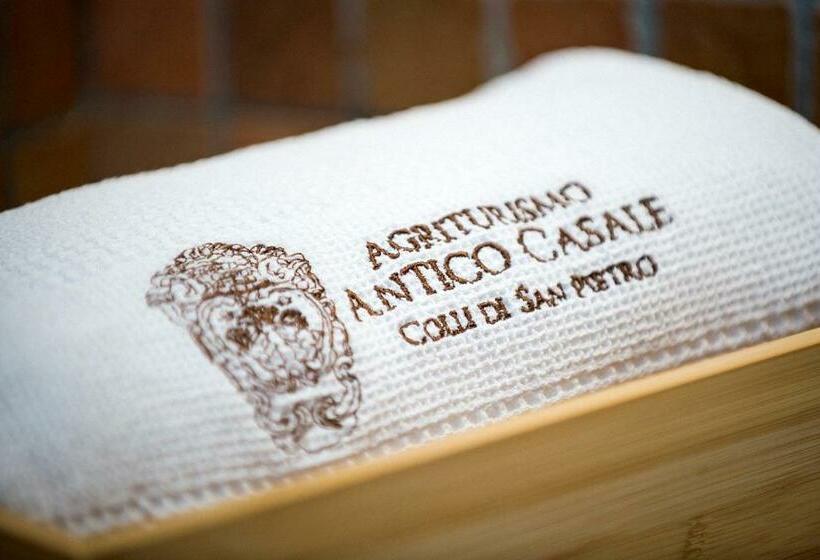 AGRITURISMO
ANTICO CASALE
COLLI DI SAN PIETRO